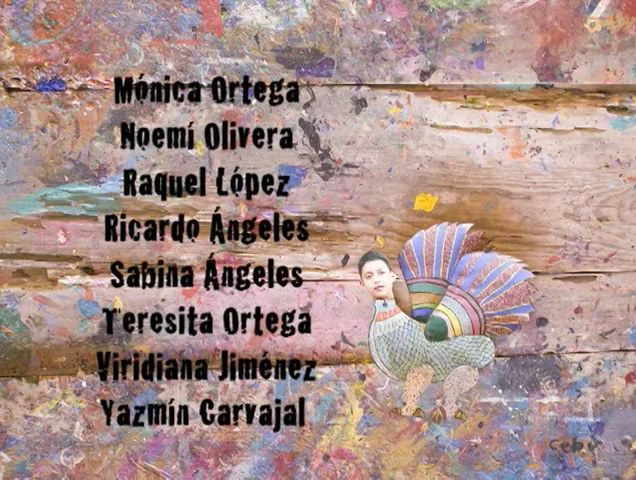 Mónica Ortega
Noemí Olivera
Raquel López
Ricardo Ángeles
Sabina Ángeles
Teresita Ortega
Viridiana Jiménez
Yazmín Carvajal